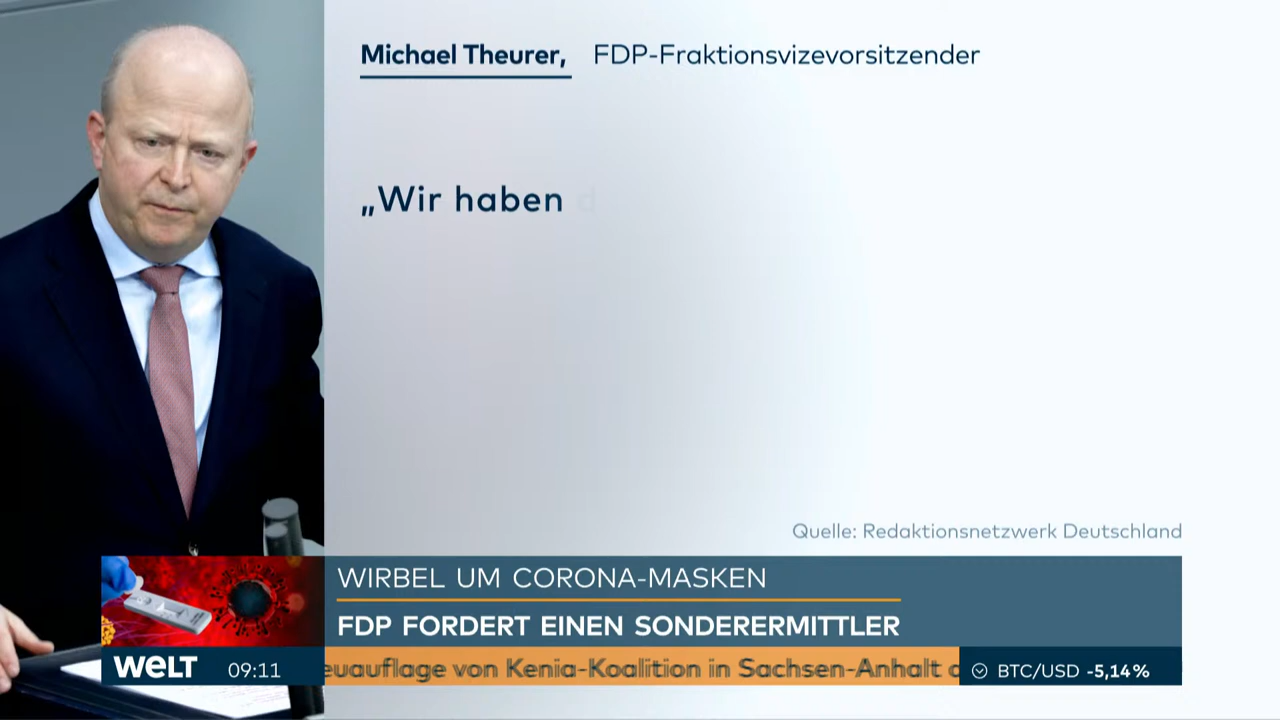 Michael Theurer, FDP-Fraktionsvizevorsitzender
„Wir haben
Quelle: Redaktionsnetzwerk Deutschland
WIRBEL UM CORONA-MASKEN
FDP FORDERT EINEN SONDERERMITTLER
welt 09:11 euauflage von Kenia-Koalition in Sachsen-Anhalt BTC/USD -5,14%